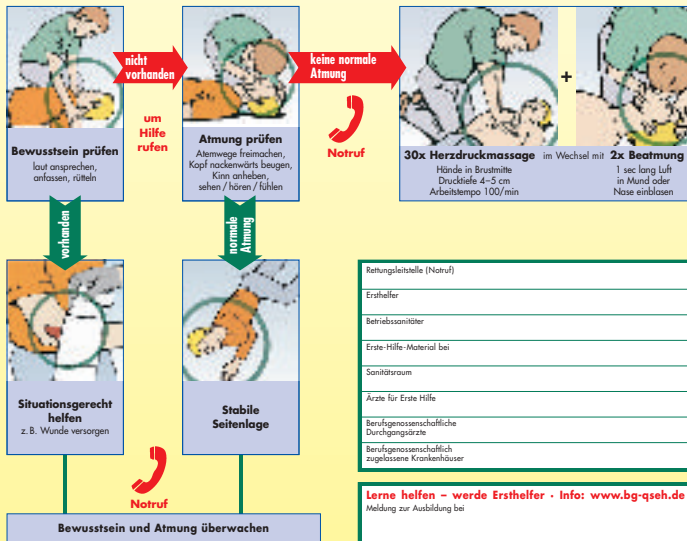 nicht
vorhanden
keine normale
Atmung
+
um
Hilfe
rufen
Notruf
Bewusstsein prüfen
laut ansprechen,
anfassen, rütteln
Atmung prüfen
Atemwege freimachen,
Kopf nackenwärts beugen,
Kinn anheben,
sehen / hören / fühlen
30x Herzdruckmassage im Wechsel mit 2x Beatmung
Hände in Brustmitte
Drucktiefe 4–5 cm
Arbeitstempo 100/min
1 sec lang Luft
in Mund oder
Nase einblasen
vorhanden
normale
Atmung
Situationsgerecht
helfen
z. B. Wunde versorgen
Stabile
Seitenlage
Notruf
Bewusstsein und Atmung überwachen
Rettungsleitstelle (Notruf)
Ersthelfer
Betriebssanitäter
Erste-Hilfe-Material bei
Sanitätsraum
Ärzte für Erste Hilfe
Berufsgenossenschaftliche
Durchgangsärzte
Berufsgenossenschaftlich
zugelassene Krankenhäuser
Lerne helfen – werde Ersthelfer · Info: www.bg-qseh.de
Meldung zur Ausbildung bei